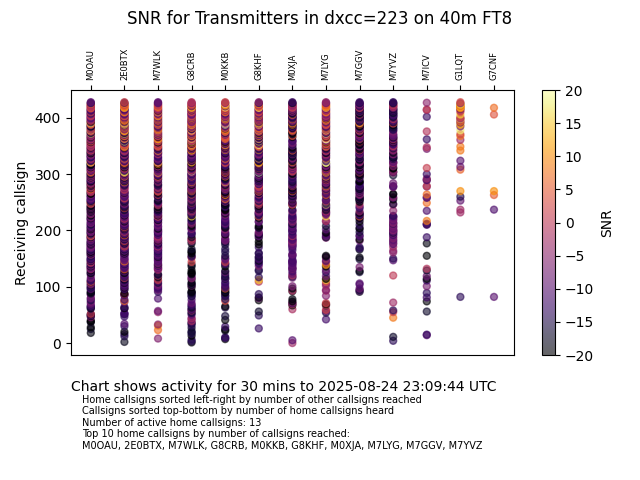 SNR for Transmitters in dxcc=223 on 40m FT8
M0OAU 2E0BTX M7WLK G8CRB M0KKB G8KHF M0XJA M7LYG M7GGV M7YVZ M7ICV G1LQT G7CNF
400
300
200
100
0
Receiving callsign
20
15
10
5
0
−5
−10
−15
−20
SNR
Chart shows activity for 30 mins to 2025-08-24 23:09:44 UTC
Home callsigns sorted left-right by number of other callsigns reached
Callsigns sorted top-bottom by number of home callsigns heard
Number of active home callsigns: 13
Top 10 home callsigns by number of callsigns reached:
M0OAU, 2E0BTX, M7WLK, G8CRB, M0KKB, G8KHF, M0XJA, M7LYG, M7GGV, M7YVZ